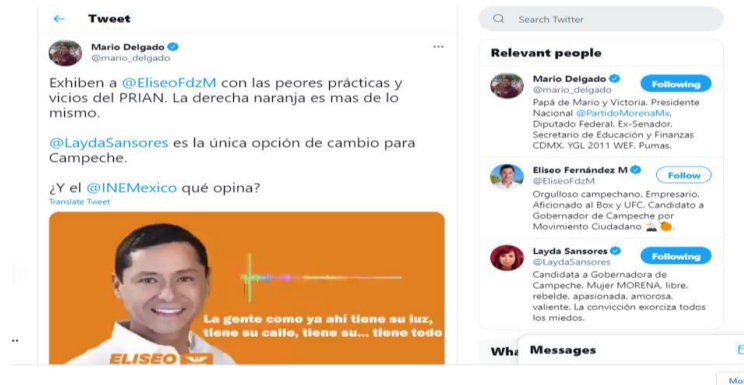 Tweet
Mario Delgado
@mario_delgado
Exhiben a @EliseoFdzM con las peores prácticas y
vicios del PRIAN. La derecha naranja es mas de lo
mismo.
@LaydaSansores es la única opción de cambio para
Campeche.
¿Y el @INEMexico qué opina?
Translate Tweet
La gente como ya ahí tiene su luz,
tiene su calle, tiene su... tiene todo
ELISEO
Search Twitter
Relevant people
Mario Delgado
@mario_delgado
Following
Papá de Mario y Victoria. Presidente
Nacional @PartidoMorenaMx.
Diputado Federal. Ex-Senador.
Secretario de Educación y Finanzas
CDMX. YGL 2011 WEF. Pumas.
Eliseo Fernández M
@EliseoFdzM
Follow
Orgulloso campechano. Empresario.
Aficionado al Box y UFC. Candidato a
Gobernador de Campeche por
Movimiento Ciudadano
Layda Sansores
@LaydaSansores
Following
Candidata a Gobernadora de
Campeche. Mujer MORENA, libre,
rebelde, apasionada, amorosa,
valiente. La convicción exorciza todos
los miedos.
Wha
Messages